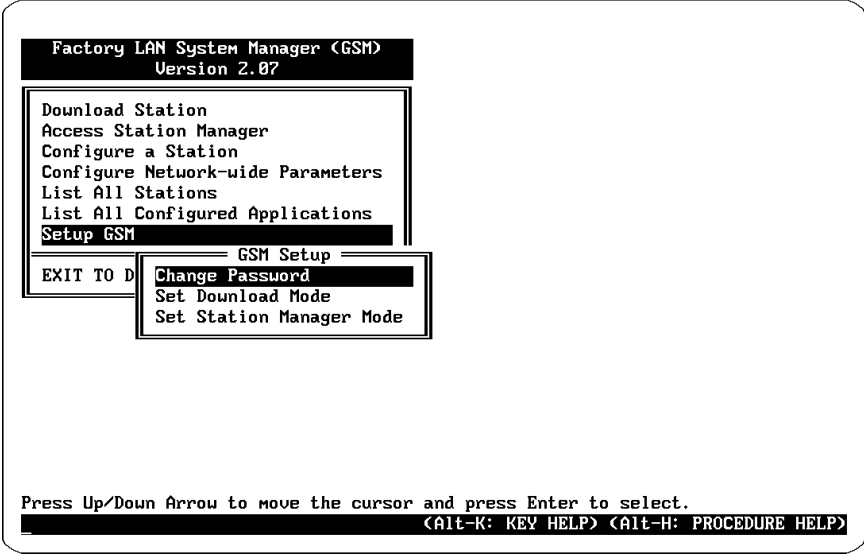 Factory LAN System Manager (GSM)
Version 2.07
Download Station
Access Station Manager
Configure a Station
Configure Network-wide Parameters
List All Stations
List All Configured Applications
Setup GSM
GSM Setup
EXIT TO D
Change Password
Set Download Mode
Set Station Manager Mode
Press Up/Down Arrow to move the cursor and press Enter to select.
(Alt-K: KEY HELP) (Alt-H: PROCEDURE HELP)